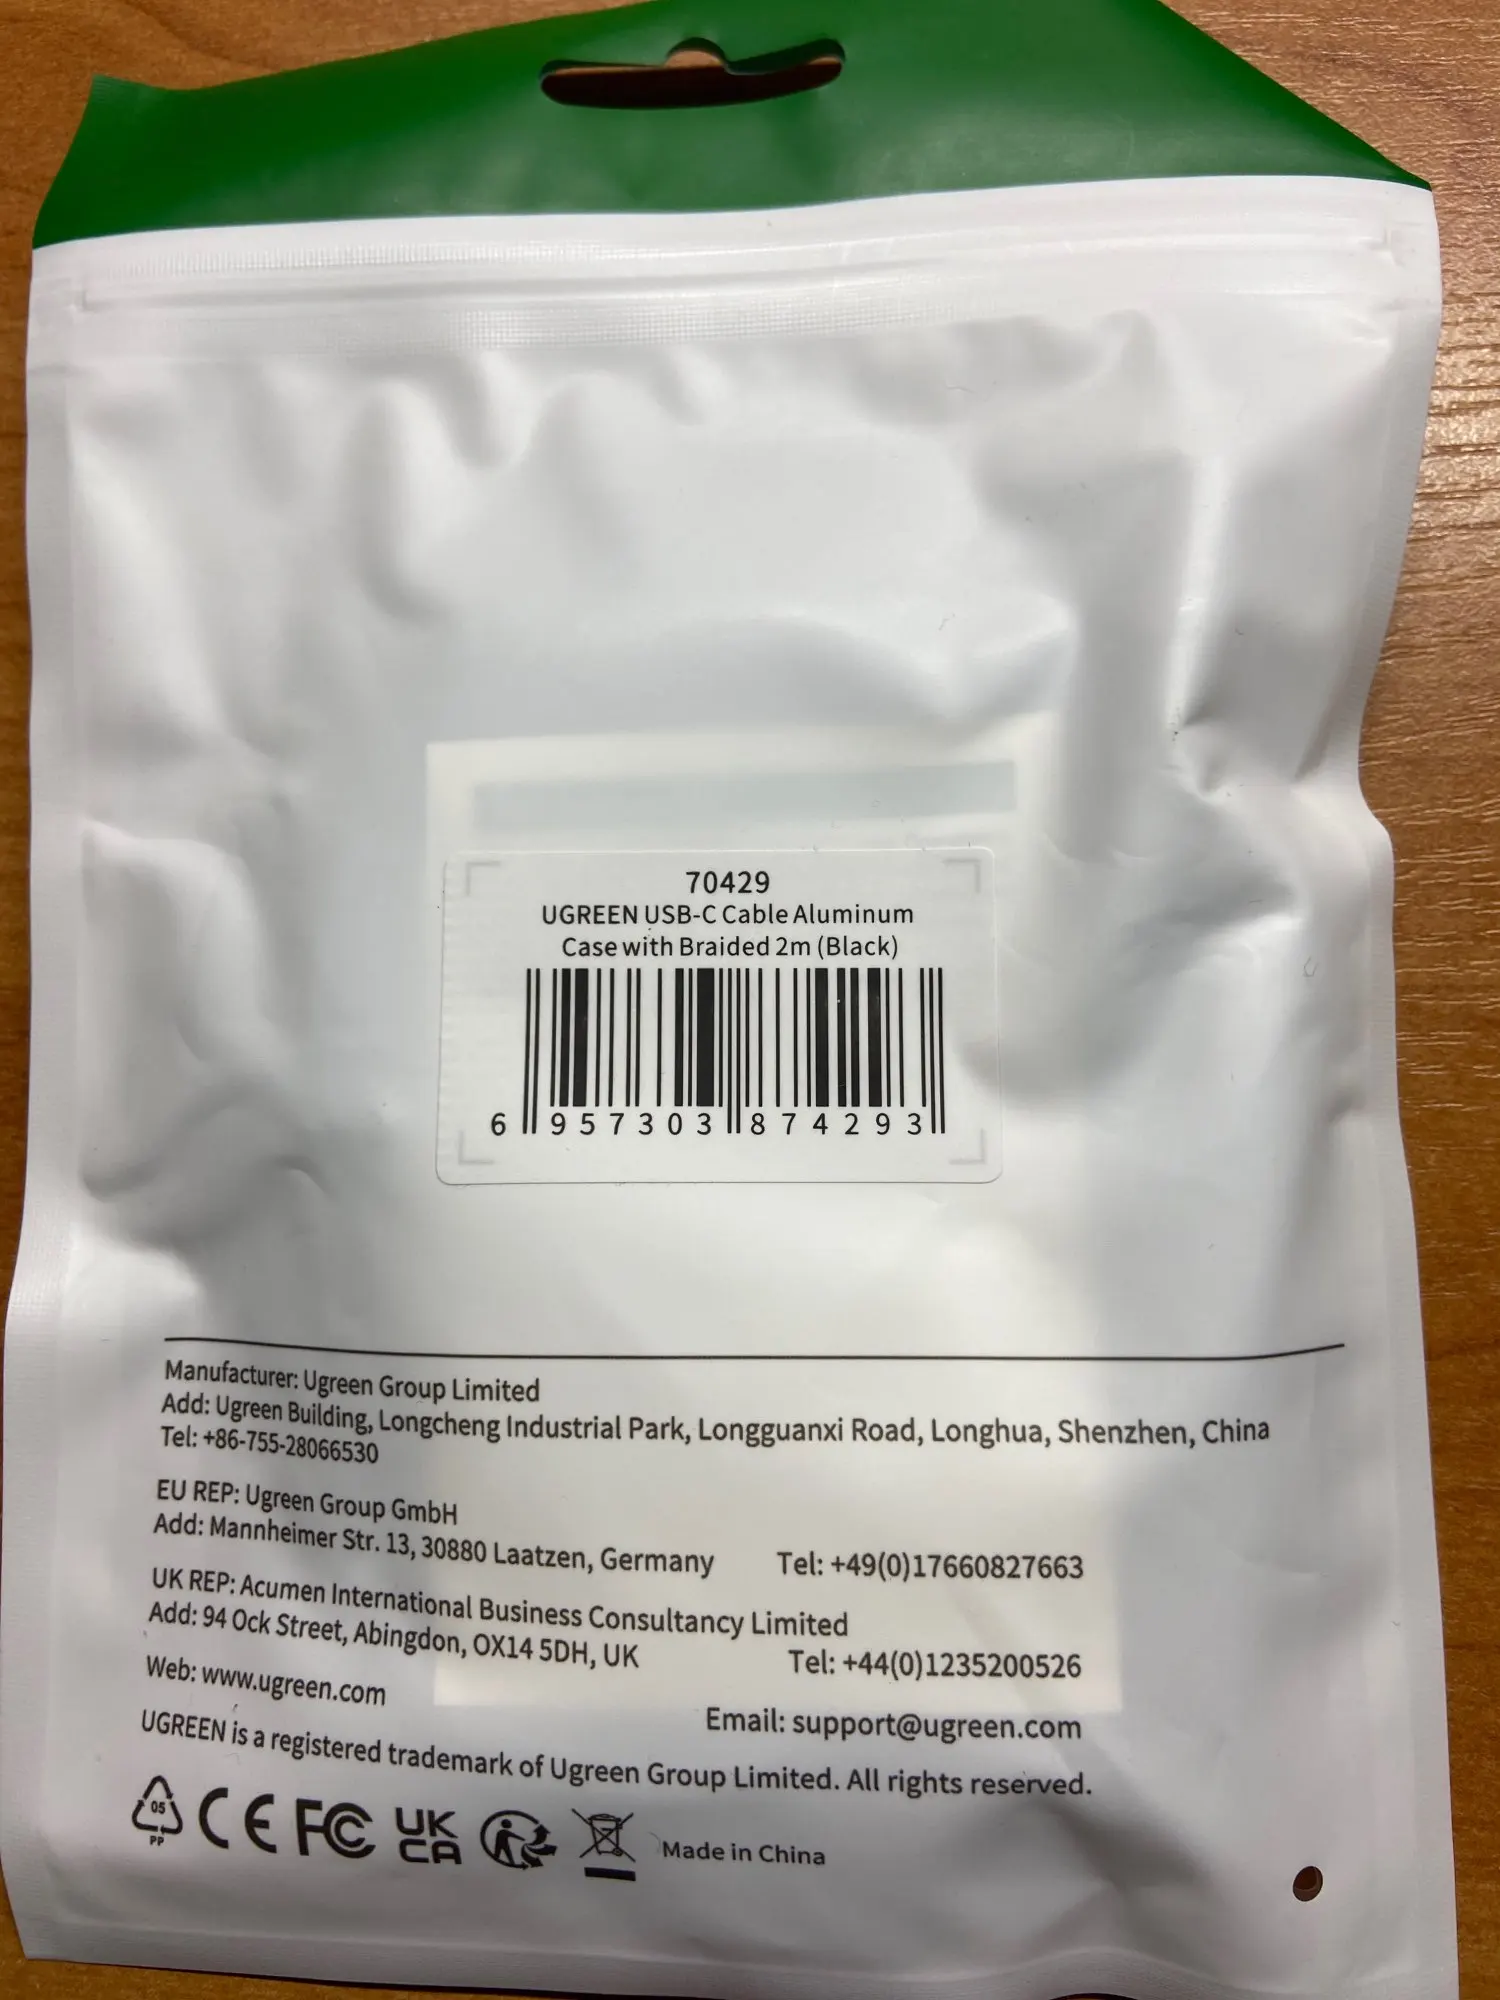 70429
UGREEN USB-C Cable Aluminum
Case with Braided 2m (Black)
6 957303 874293
Manufacturer: Ugreen Group Limited
Add: Ugreen Building, Longcheng Industrial Park, Longguanxi Road, Longhua, Shenzhen, China
Tel: +86-755-28066530
EU REP: Ugreen Group GmbH
Add: Mannheimer Str. 13, 30880 Laatzen, Germany Tel: +49(0)17660827663
UK REP: Acumen International Business Consultancy Limited
Add: 94 Ock Street, Abingdon, OX14 5DH, UK Tel: +44(0)1235200526
Web: www.ugreen.com Email: support@ugreen.com
UGREEN is a registered trademark of Ugreen Group Limited. All rights reserved.
05 PP CE FC UK CA Made in China